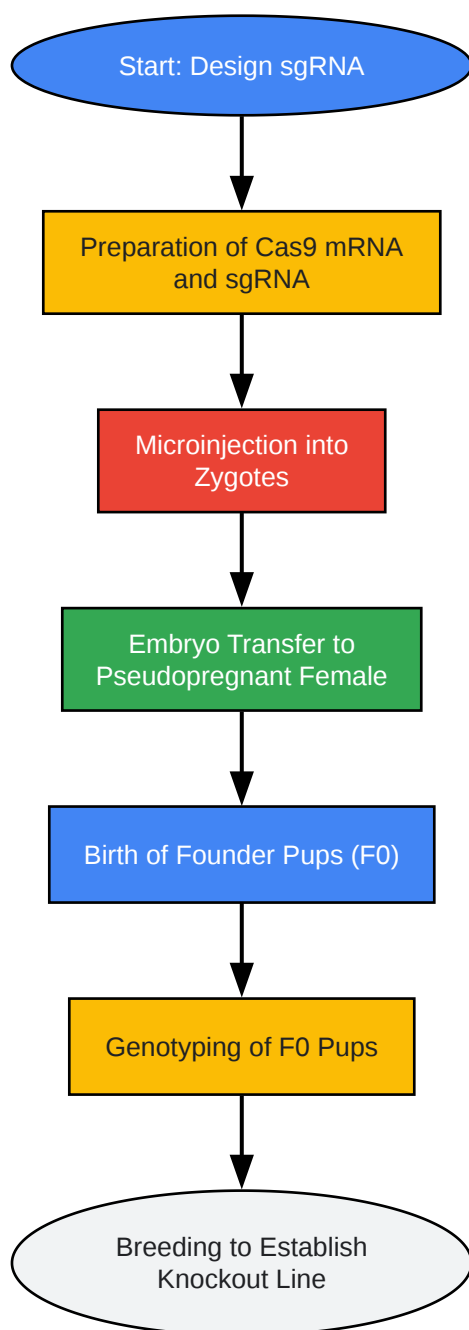 Start: Design sgRNA
Preparation of Cas9 mRNA
and sgRNA
Microinjection into
Zygotes
Embryo Transfer to
Pseudopregnant Female
Birth of Founder Pups (F0)
Genotyping of F0 Pups
Breeding to Establish
Knockout Line